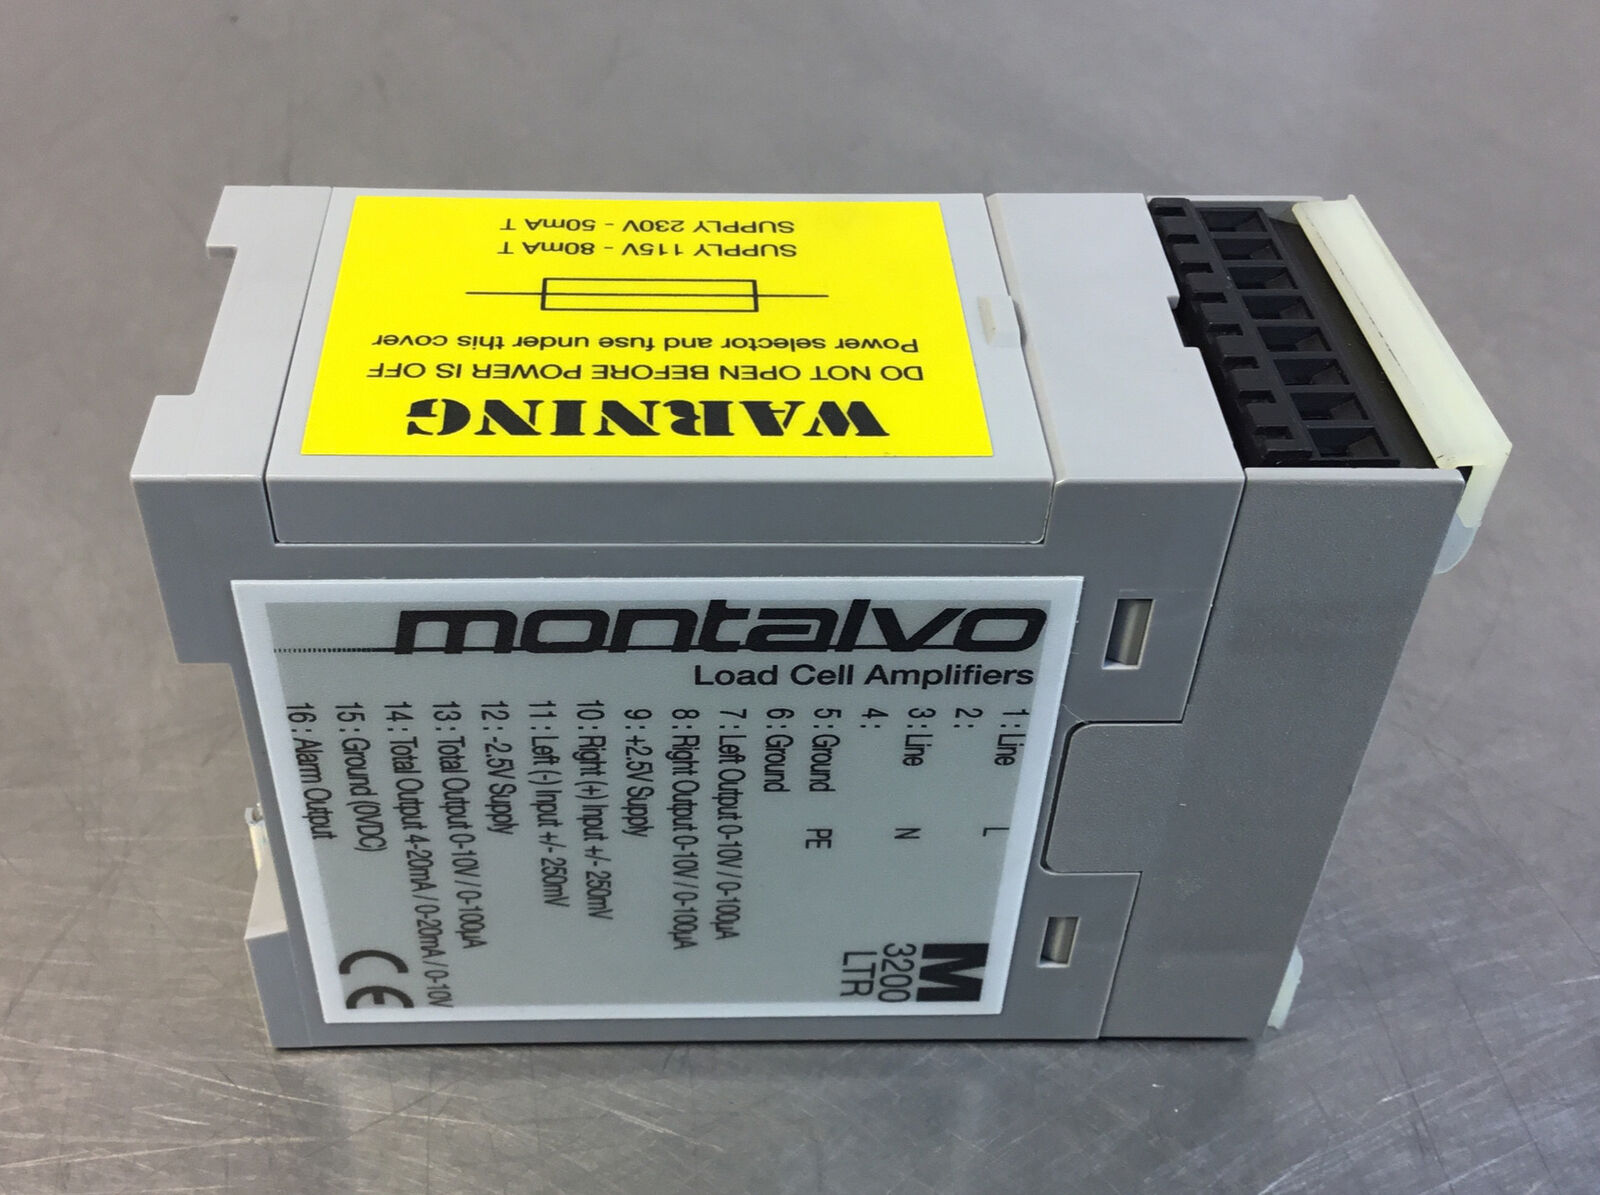 WARNING
DO NOT OPEN BEFORE POWER IS OFF
Power selector and fuse under this cover
SUPPLY 115V - 80mA T
SUPPLY 230V - 50mA T
montalvo
Load Cell Amplifiers
M
3200
LTR
1 : Line L
2 :
3 : Line N
4 :
5 : Ground PE
6 : Ground
7 : Left Output 0-10V / 0-100µA
8 : Right Output 0-10V / 0-100µA
9 : +2.5V Supply
10 : Right (+) Input +/- 250mV
11 : Left (-) Input +/- 250mV
12 : -2.5V Supply
13 : Total Output 0-10V / 0-100µA
14 : Total Output 4-20mA / 0-20mA / 0-10V
15 : Ground (0VDC)
16 : Alarm Output
CE